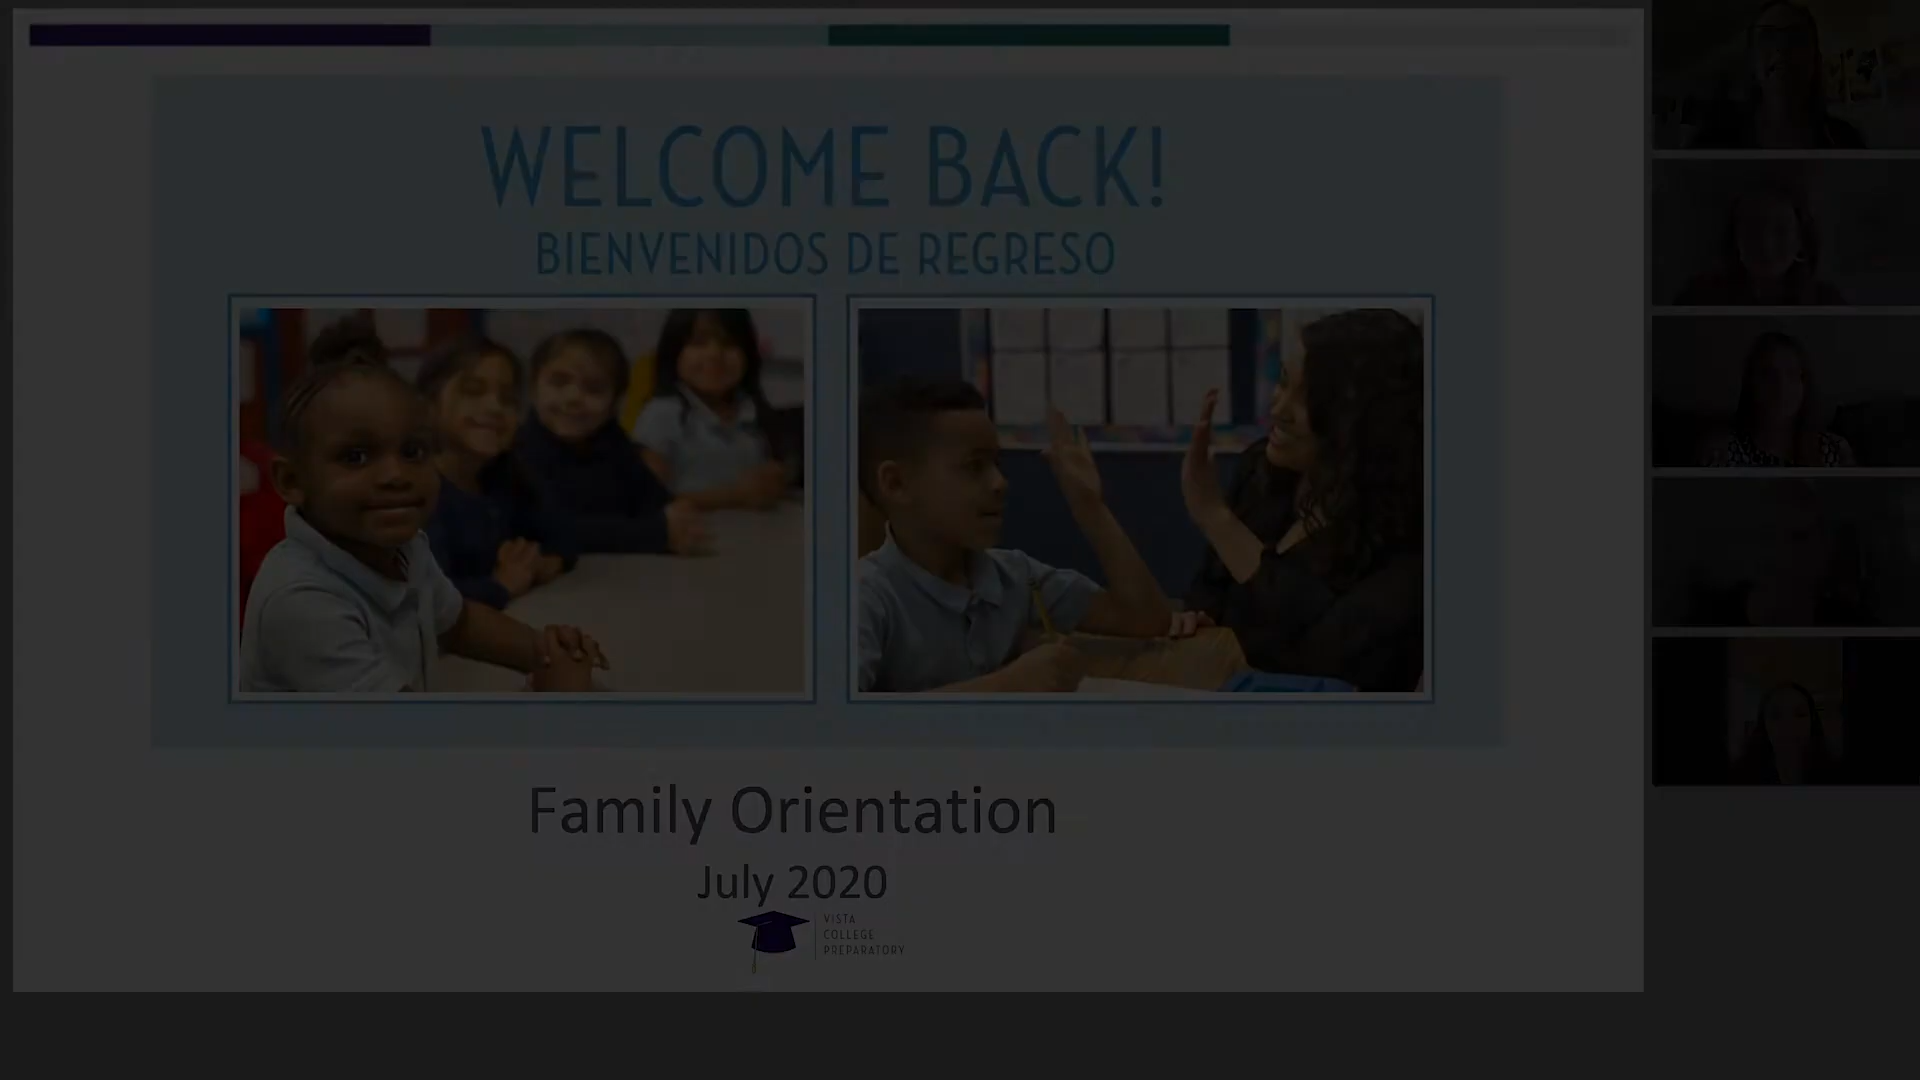 WELCOME BACK!
BIENVENIDOS DE REGRESO
Family Orientation
July 2020
VISTA
COLLEGE
PREPARATORY